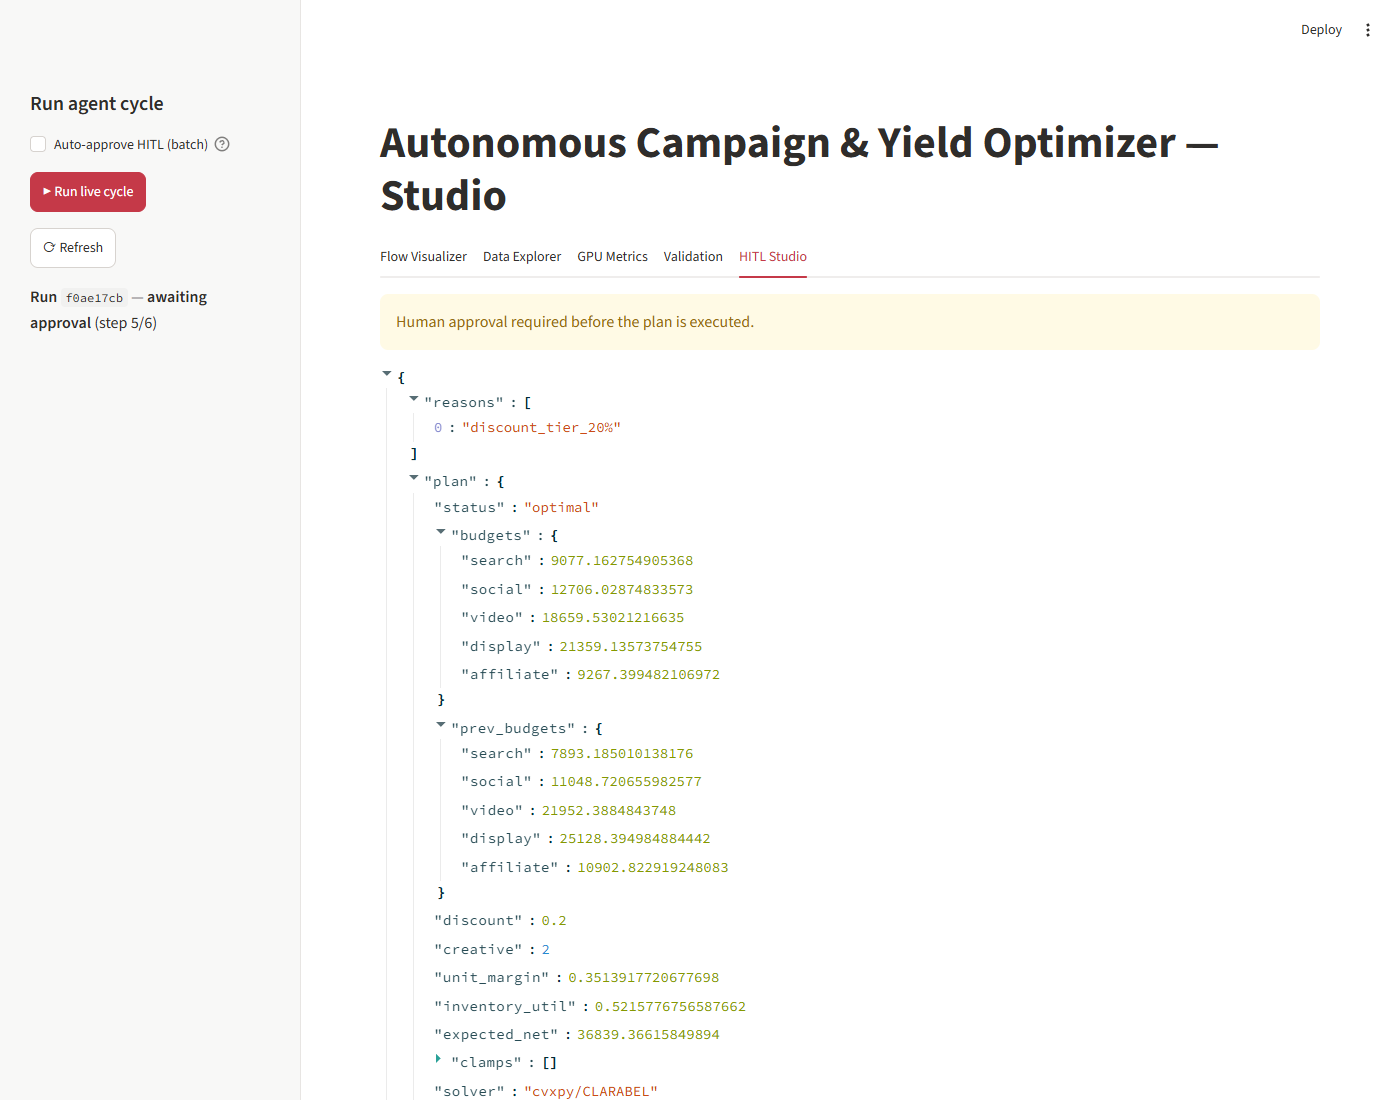 Deploy
Run agent cycle
Auto-approve HITL (batch)
Run live cycle
Refresh
Run f0ae17cb — awaiting
approval (step 5/6)
Autonomous Campaign & Yield Optimizer —
Studio
Flow Visualizer Data Explorer GPU Metrics Validation HITL Studio
Human approval required before the plan is executed.
{
"reasons" : [
0 : "discount_tier_20%"
]
"plan" : {
"status" : "optimal"
"budgets" : {
"search" : 9077.162754905368
"social" : 12706.02874833573
"video" : 18659.53021216635
"display" : 21359.13573754755
"affiliate" : 9267.399482106972
}
"prev_budgets" : {
"search" : 7893.185010138176
"social" : 11048.720655982577
"video" : 21952.3884843748
"display" : 25128.394984884442
"affiliate" : 10902.822919248083
}
"discount" : 0.2
"creative" : 2
"unit_margin" : 0.3513917720677698
"inventory_util" : 0.5215776756587662
"expected_net" : 36839.36615849894
"clamps" : []
"solver" : "cvxpy/CLARABEL"